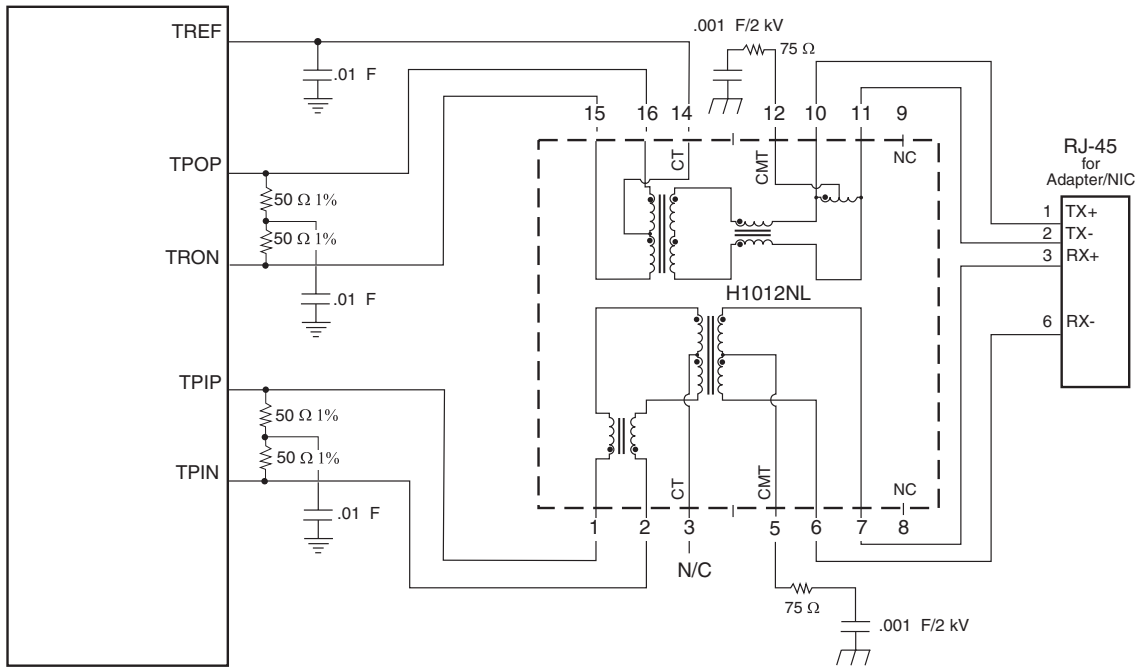 TREF
.01 F
TPOP
50 Ω 1%
50 Ω 1%
TRON
.01 F
TPIP
50 Ω 1%
50 Ω 1%
TPIN
.01 F
.001 F/2 kV
75 Ω
15
16
14
12
10
11
9
CT
CMT
NC
H1012NL
CT
CMT
NC
1
2
3
5
6
7
8
N/C
75 Ω
.001 F/2 kV
RJ-45
for
Adapter/NIC
1 TX+
2 TX-
3 RX+
6 RX-